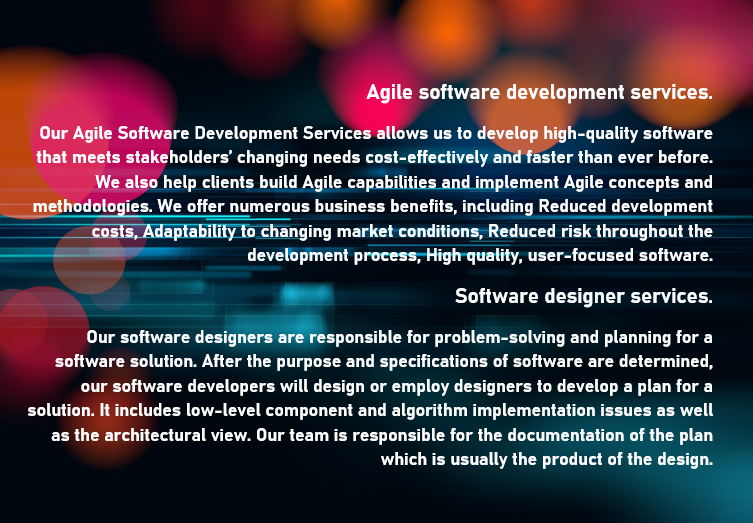 Agile software development services.
Our Agile Software Development Services allows us to develop high-quality software
that meets stakeholders’ changing needs cost-effectively and faster than ever before.
We also help clients build Agile capabilities and implement Agile concepts and
methodologies. We offer numerous business benefits, including Reduced development
costs, Adaptability to changing market conditions, Reduced risk throughout the
development process, High quality, user-focused software.
Software designer services.
Our software designers are responsible for problem-solving and planning for a
software solution. After the purpose and specifications of software are determined,
our software developers will design or employ designers to develop a plan for a
solution. It includes low-level component and algorithm implementation issues as well
as the architectural view. Our team is responsible for the documentation of the plan
which is usually the product of the design.